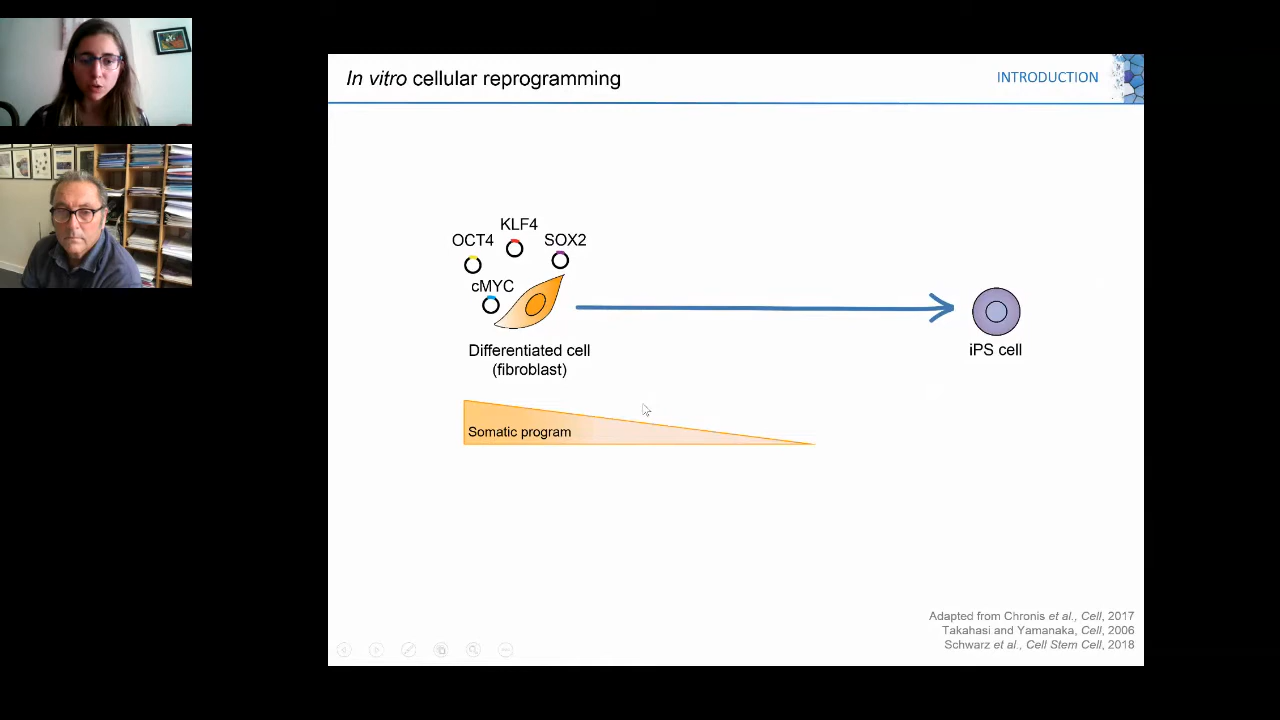 In vitro cellular reprogramming
INTRODUCTION
KLF4
OCT4
SOX2
cMYC
Differentiated cell
(fibroblast)
iPS cell
Somatic program
Adapted from Chronis et al., Cell, 2017
Takahasi and Yamanaka, Cell, 2006
Schwarz et al., Cell Stem Cell, 2018